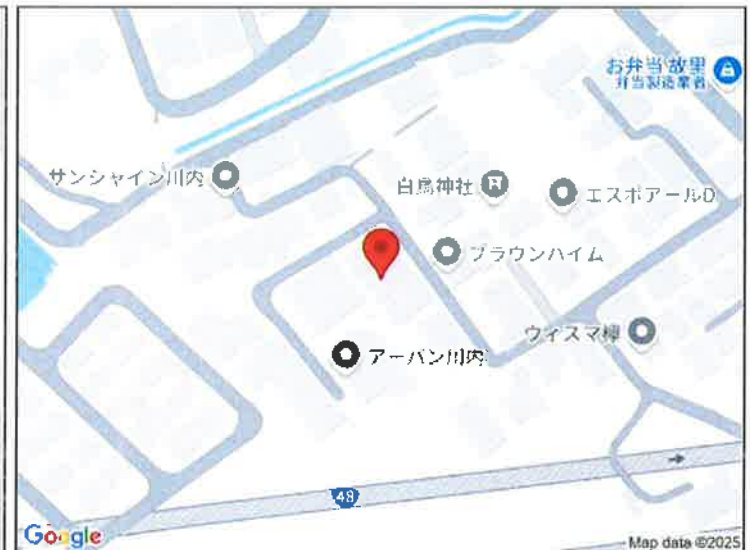 お弁当 故里
弁当製造業者
サンシャイン川内
白鳥神社
エスポアールD
ブラウンハイム
ウィスマ欅
アーバン川内
48
Google
Map data ©2025